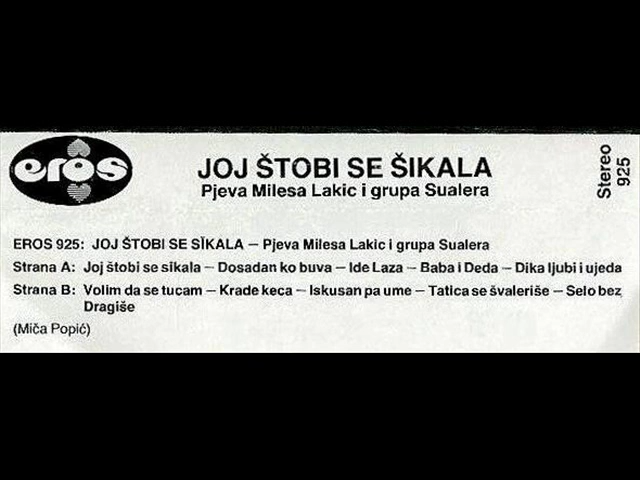 eros
JOJ ŠTOBI SE ŠIKALA
Pjeva Milesa Lakic i grupa Sualera
Stereo
925
EROS 925: JOJ ŠTOBI SE SĪKALA — Pjeva Milesa Lakic i grupa Sualera
Strana A: Joj štobi se sikala — Dosadan ko buva — Ide Laza — Baba i Deda — Dika ljubi i ujeda
Strana B: Volim da se tucam — Krade keca — Iskusan pa ume — Tatica se švaleriše — Selo bez
Dragiše
(Miča Popić)